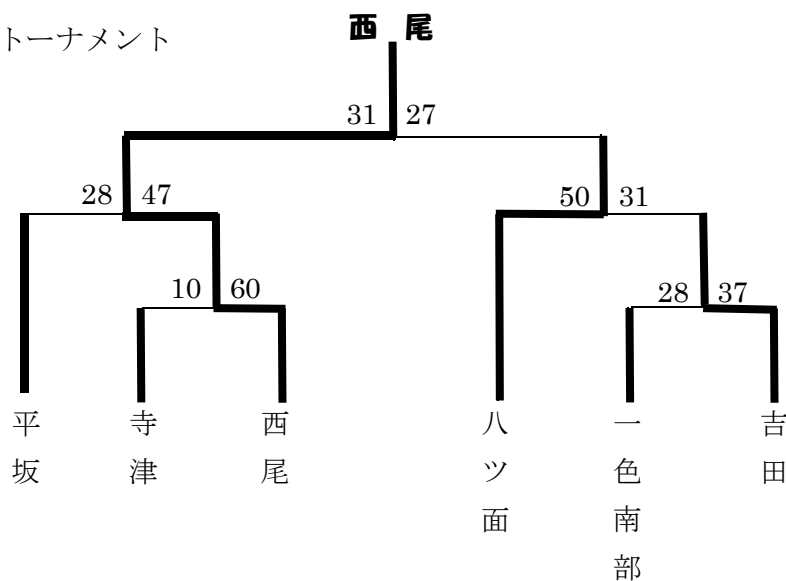 トーナメント
西 尾
31 27
28 47
50 31
10 60
28 37
平坂
寺津
西尾
八ツ面
一色南部
吉田